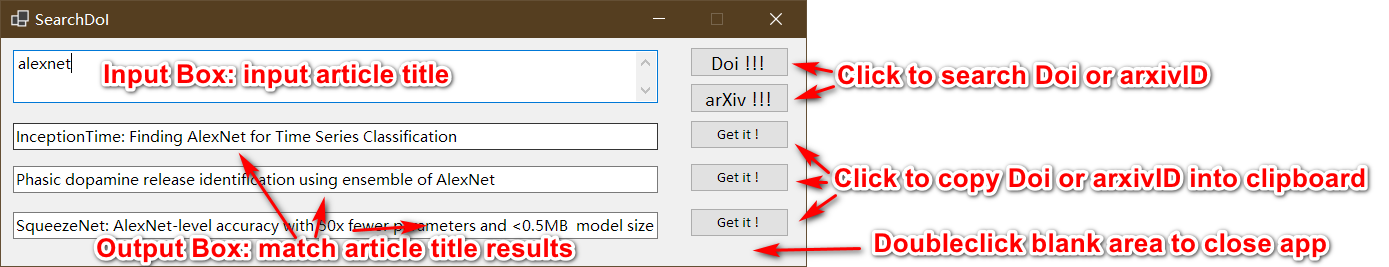 SearchDoI
alexnet
Input Box: input article title
Doi !!!
Click to search Doi or arxivID
arXiv !!!
InceptionTime: Finding AlexNet for Time Series Classification
Get it !
Phasic dopamine release identification using ensemble of AlexNet
Get it !
Click to copy Doi or arxivID into clipboard
SqueezeNet: AlexNet-level accuracy with 50x fewer parameters and <0.5MB  model size
Get it !
Output Box: match article title results
Doubleclick blank area to close app